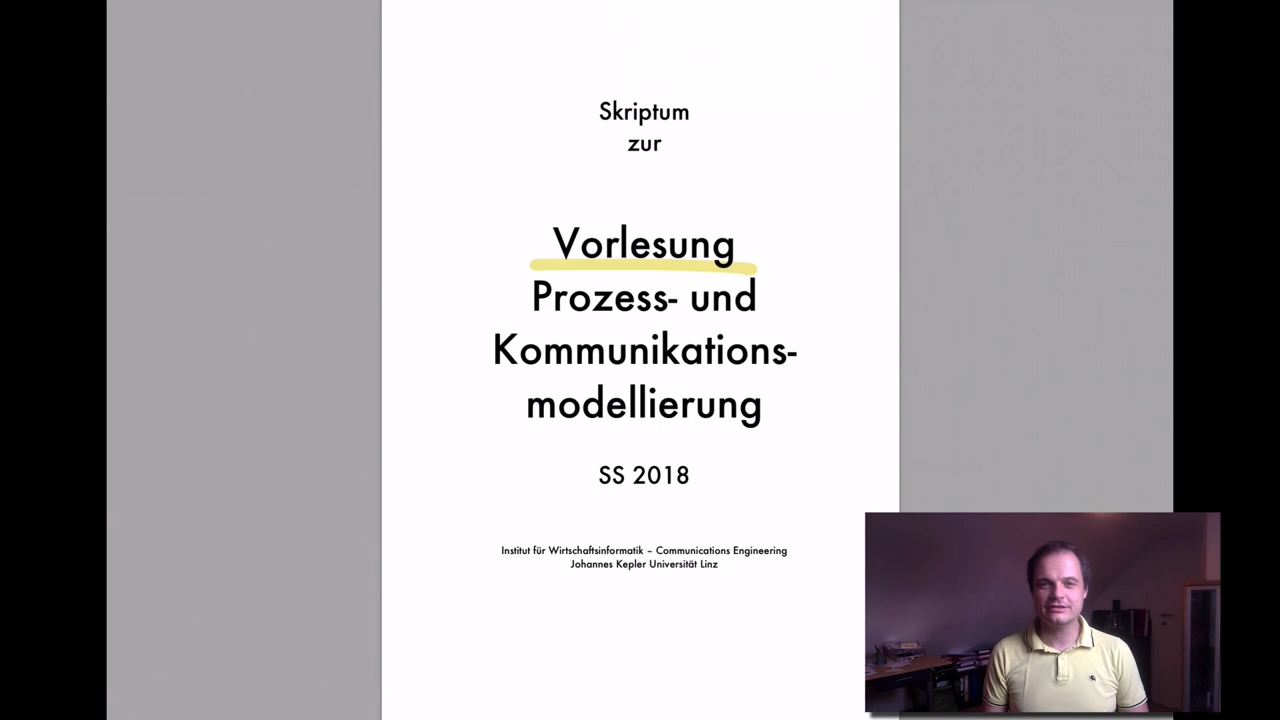 Skriptum
zur
Vorlesung
Prozess- und
Kommunikations-
modellierung
SS 2018
Institut für Wirtschaftsinformatik – Communications Engineering
Johannes Kepler Universität Linz